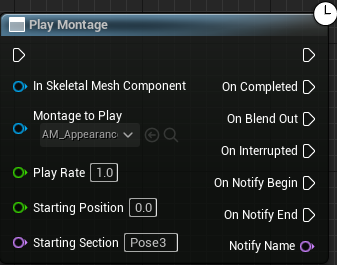 Play Montage
In Skeletal Mesh Component
On Completed
Montage to Play
On Blend Out
AM_Appearanc
On Interrupted
Play Rate 1.0
On Notify Begin
Starting Position 0.0
On Notify End
Starting Section Pose3
Notify Name